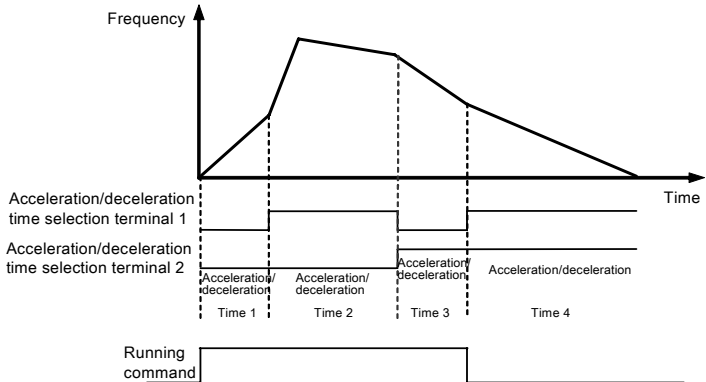 Frequency
Time
Acceleration/deceleration
time selection terminal 1
Acceleration/deceleration
time selection terminal 2
Acceleration/
deceleration
Acceleration/
deceleration
Acceleration/
deceleration
Acceleration/deceleration
Time 1
Time 2
Time 3
Time 4
Running
command